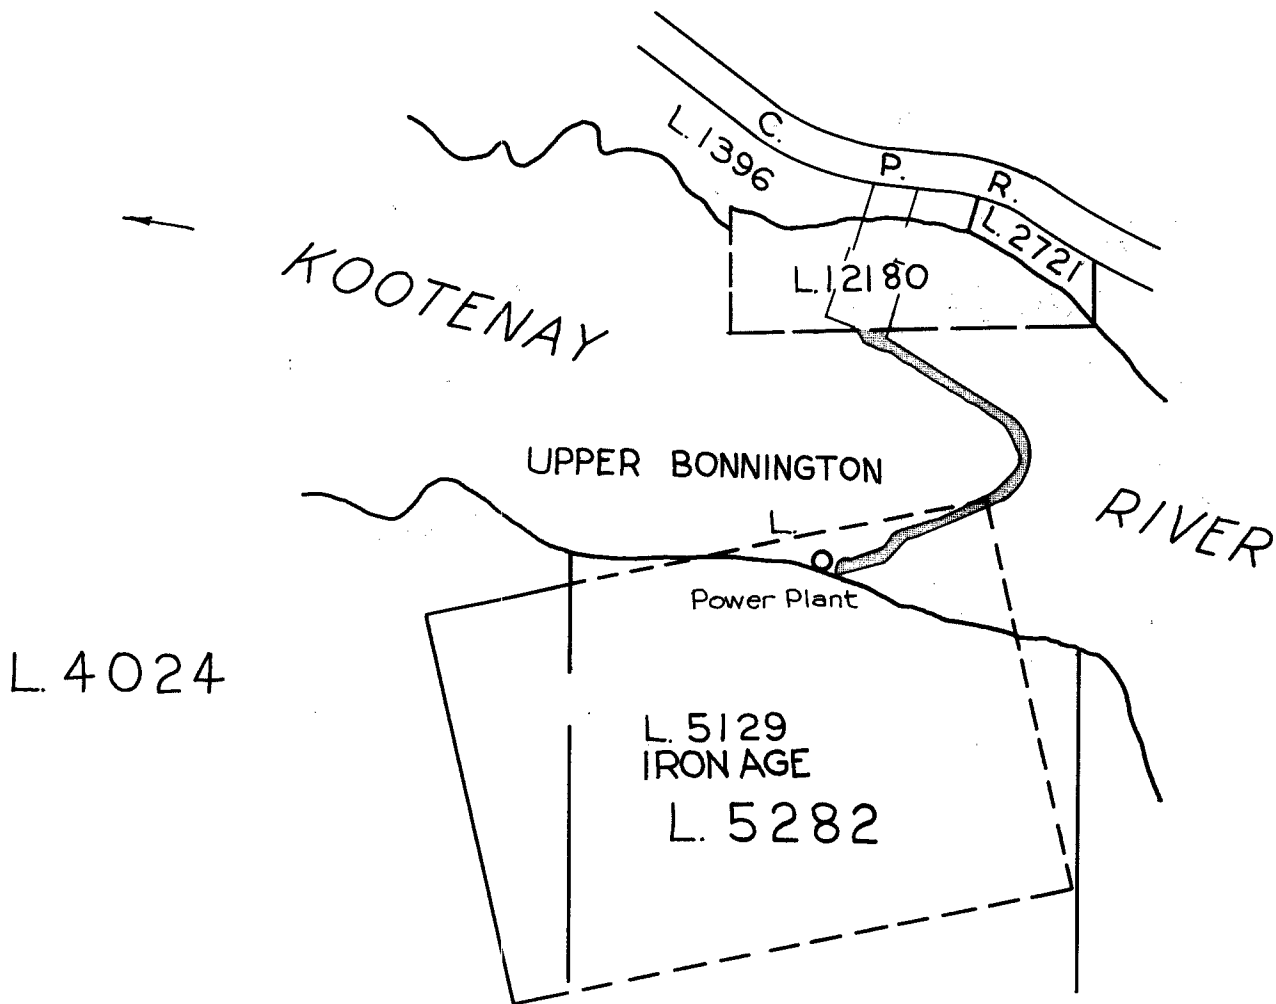 C. P. R.
L. 1396
L. 2721
L. 12180
KOOTENAY
UPPER BONNINGTON
RIVER
L.
Power Plant
L. 4024
L. 5129
IRON AGE
L. 5282